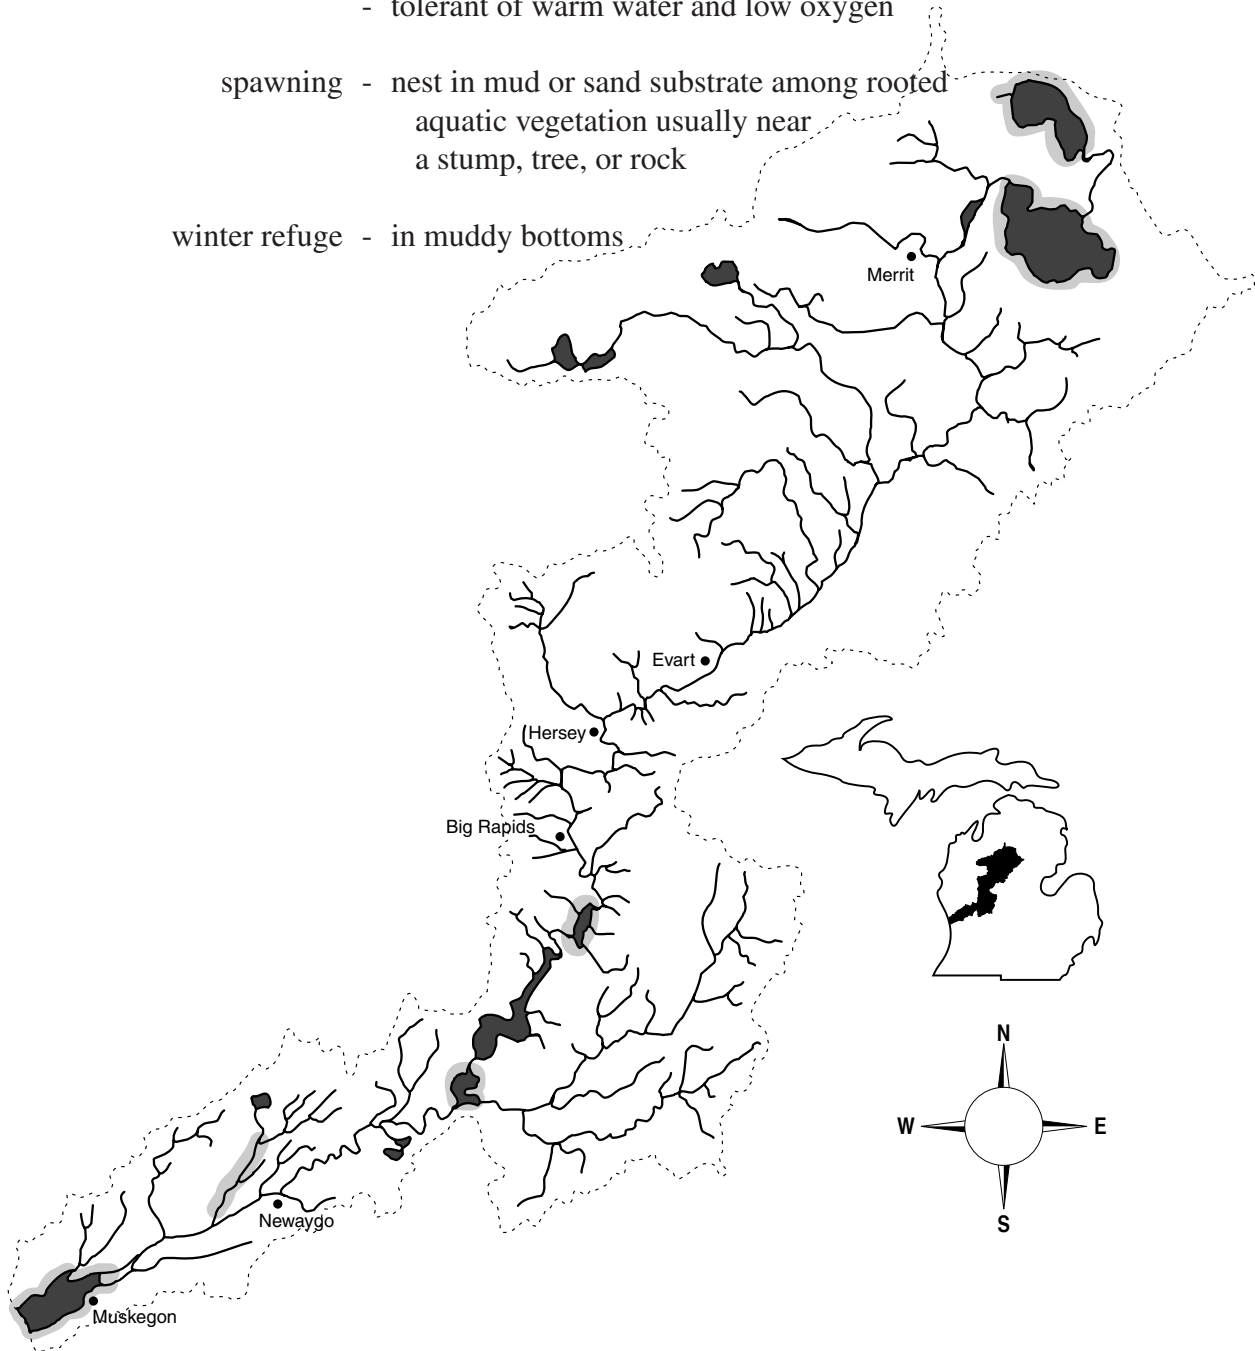 - tolerant of warm water and low oxygen
spawning - nest in mud or sand substrate among rooted
aquatic vegetation usually near
a stump, tree, or rock
winter refuge - in muddy bottoms
Merrit
Evart
Hersey
Big Rapids
N
W E
S
Newaygo
Muskegon